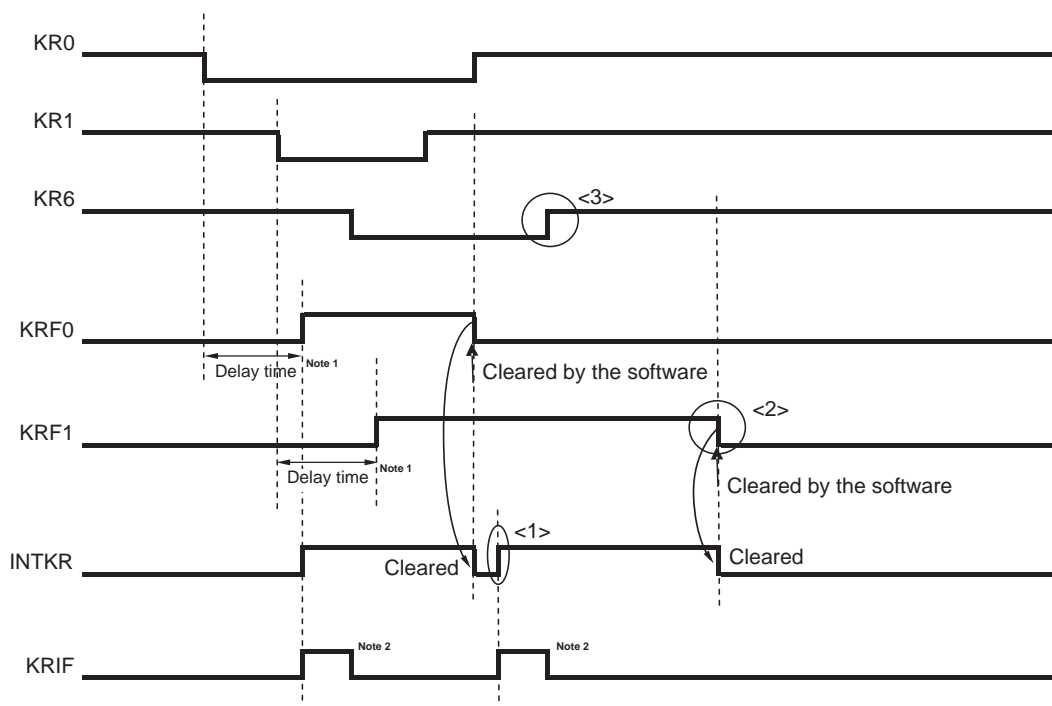 KR0
KR1
KR6
<3>
KRF0
Delay time Note 1
Cleared by the software
KRF1
<2>
Delay time Note 1
Cleared by the software
<1>
INTKR
Cleared
Cleared
KRIF
Note 2
Note 2